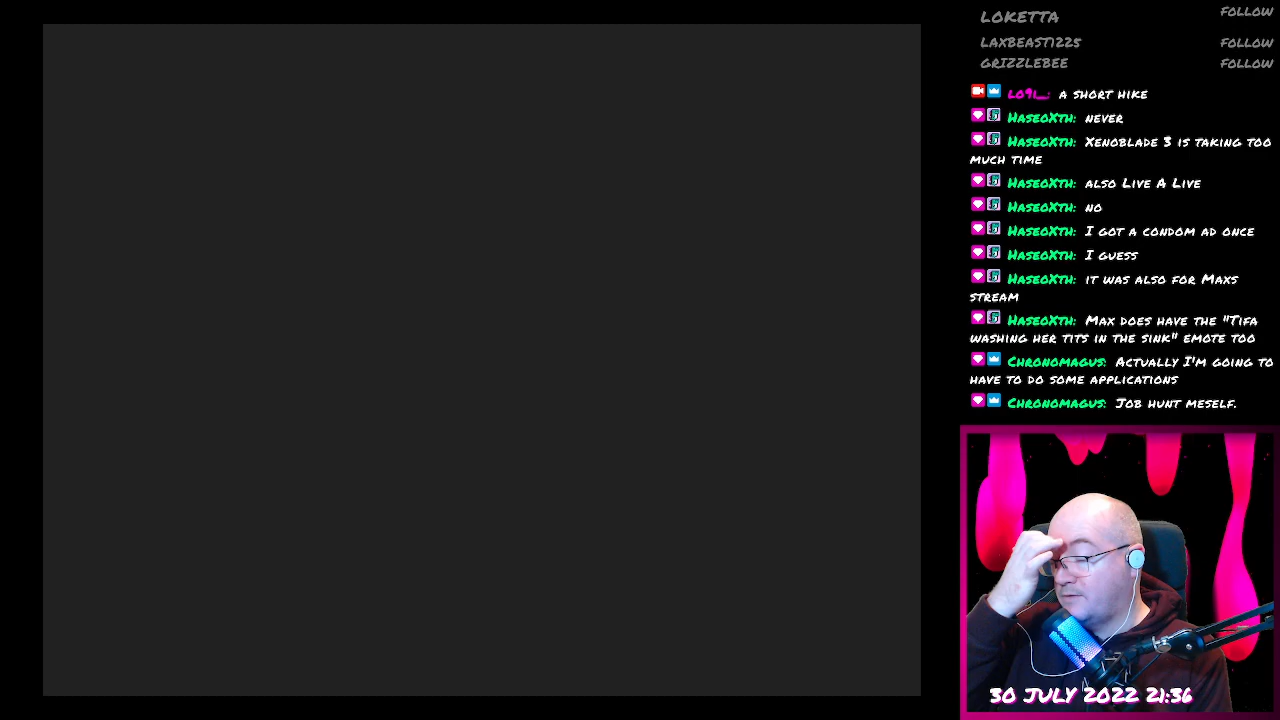 LOKETTA FOLLOW
LAXBEAST1225 FOLLOW
GRIZZLEBEE FOLLOW
LO91__: A SHORT HIKE
HASEOXTH: NEVER
HASEOXTH: XENOBLADE 3 IS TAKING TOO
MUCH TIME
HASEOXTH: ALSO LIVE A LIVE
HASEOXTH: NO
HASEOXTH: I GOT A CONDOM AD ONCE
HASEOXTH: I GUESS
HASEOXTH: IT WAS ALSO FOR MAXS
STREAM
HASEOXTH: MAX DOES HAVE THE "TIFA
WASHING HER TITS IN THE SINK" EMOTE TOO
CHRONOMAGUS: ACTUALLY I'M GOING TO
HAVE TO DO SOME APPLICATIONS
CHRONOMAGUS: JOB HUNT MESELF.
30 JULY 2022 21:36